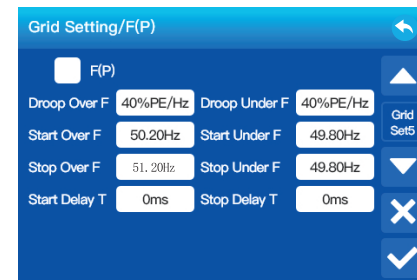 Grid Setting/F(P)
F(P)
Droop Over F 40%PE/Hz Droop Under F 40%PE/Hz
Start Over F 50.20Hz Start Under F 49.80Hz
Stop Over F 51.20Hz Stop Under F 49.80Hz
Start Delay T 0ms Stop Delay T 0ms
Grid
Set5